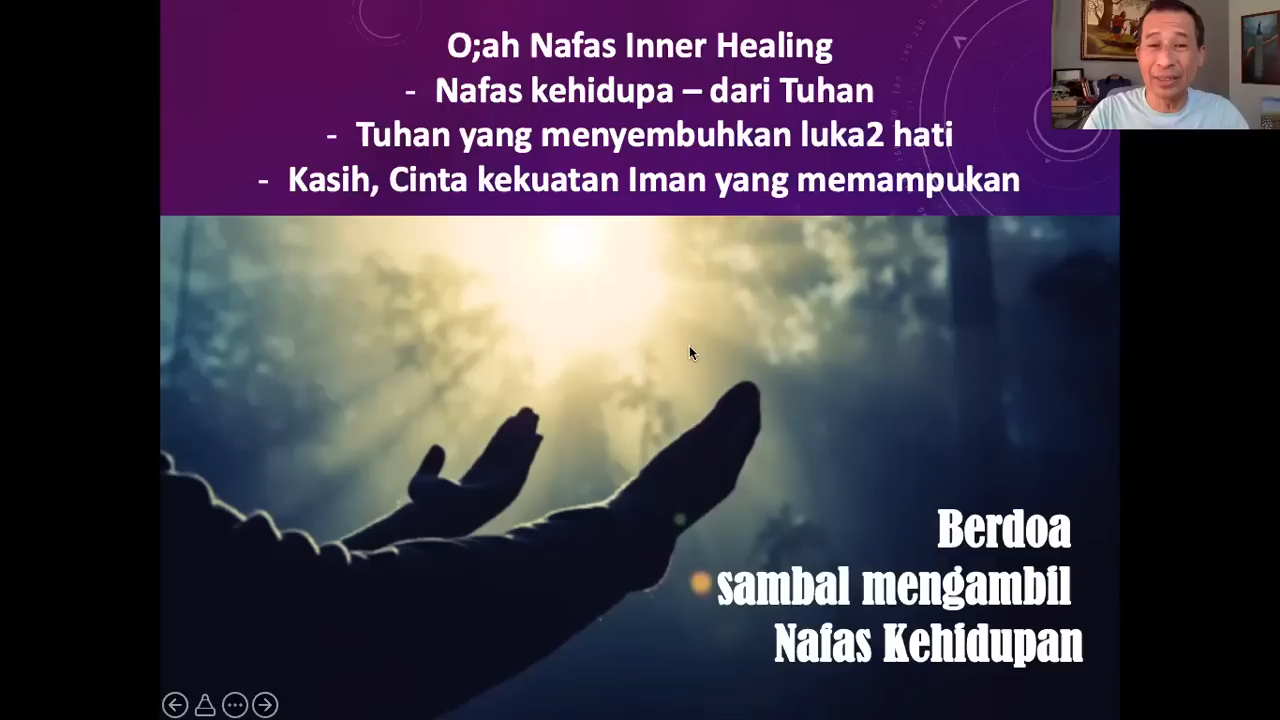 O;ah Nafas Inner Healing
- Nafas kehidupa – dari Tuhan
- Tuhan yang menyembuhkan luka2 hati
- Kasih, Cinta kekuatan Iman yang memampukan
Berdoa
sambal mengambil
Nafas Kehidupan